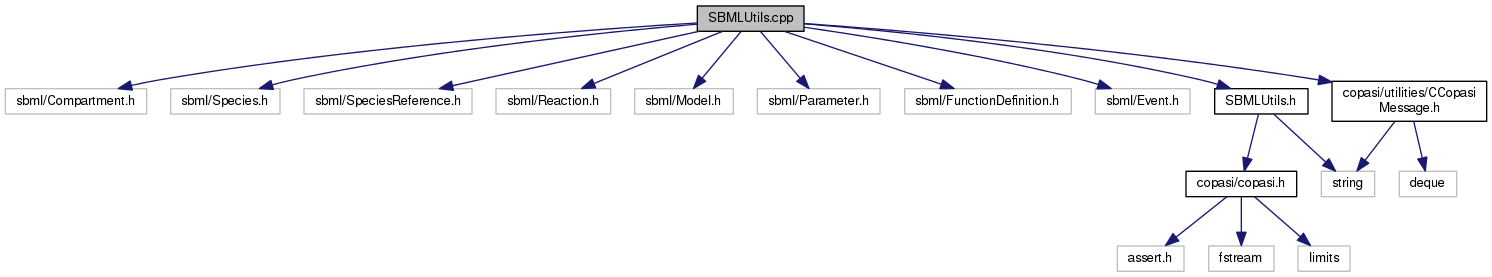 SBMLUtils.cpp
sbml/Compartment.h
sbml/Species.h
sbml/SpeciesReference.h
sbml/Reaction.h
sbml/Model.h
sbml/Parameter.h
sbml/FunctionDefinition.h
sbml/Event.h
SBMLUtils.h
copasi/utilities/CCopasi
Message.h
copasi/copasi.h
string
deque
assert.h
fstream
limits